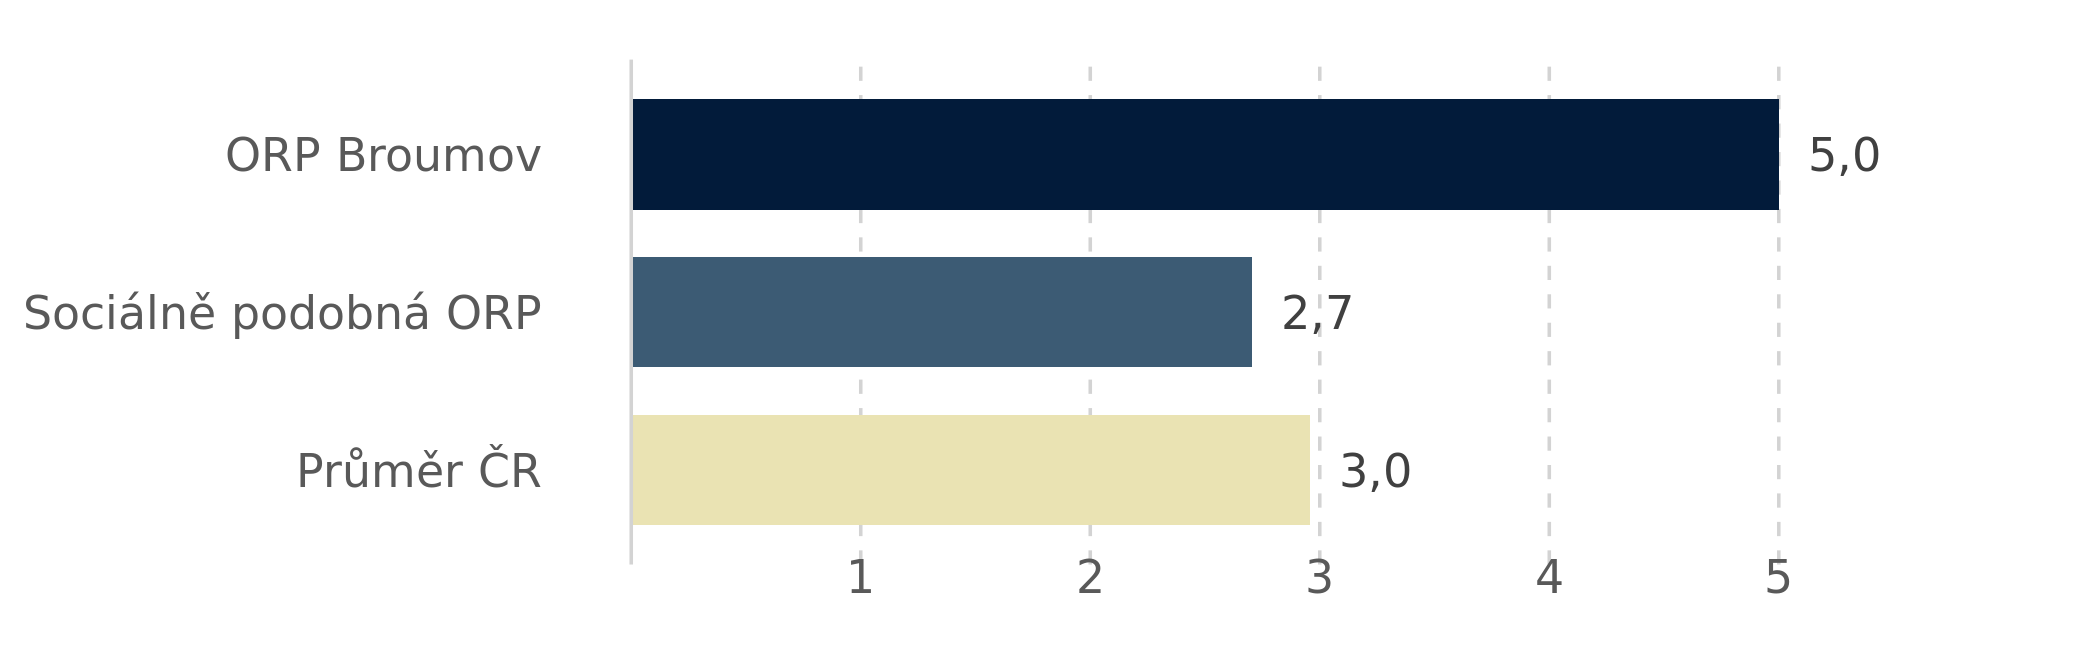 ORP Broumov 5,0
Sociálně podobná ORP 2,7
Průměr ČR 3,0
1 2 3 4 5